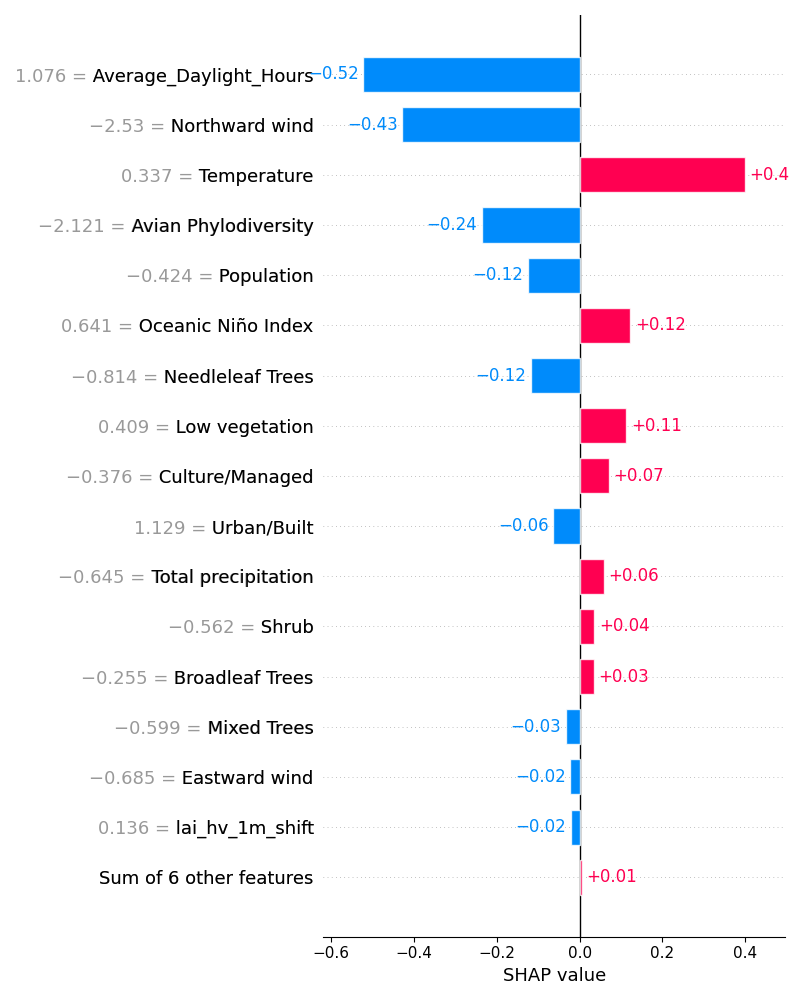 1.076 = Average_Daylight_Hours −0.52
−2.53 = Northward wind −0.43
0.337 = Temperature +0.4
−2.121 = Avian Phylodiversity −0.24
−0.424 = Population −0.12
0.641 = Oceanic Niño Index +0.12
−0.814 = Needleleaf Trees −0.12
0.409 = Low vegetation +0.11
−0.376 = Culture/Managed +0.07
1.129 = Urban/Built −0.06
−0.645 = Total precipitation +0.06
−0.562 = Shrub +0.04
−0.255 = Broadleaf Trees +0.03
−0.599 = Mixed Trees −0.03
−0.685 = Eastward wind −0.02
0.136 = lai_hv_1m_shift −0.02
Sum of 6 other features +0.01
−0.6 −0.4 −0.2 0.0 0.2 0.4
SHAP value